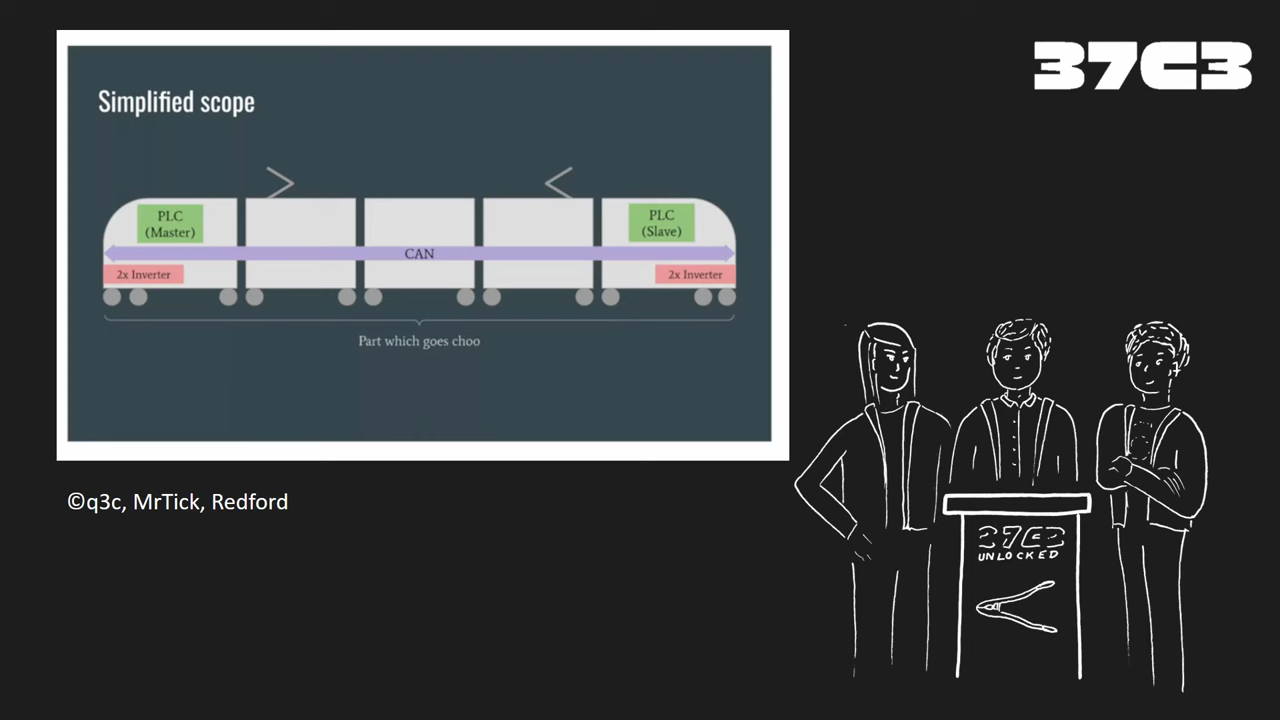 37C3
Simplified scope
PLC
(Master)
PLC
(Slave)
CAN
2x Inverter
2x Inverter
Part which goes choo
©q3c, MrTick, Redford
37C3
UNLOCKED